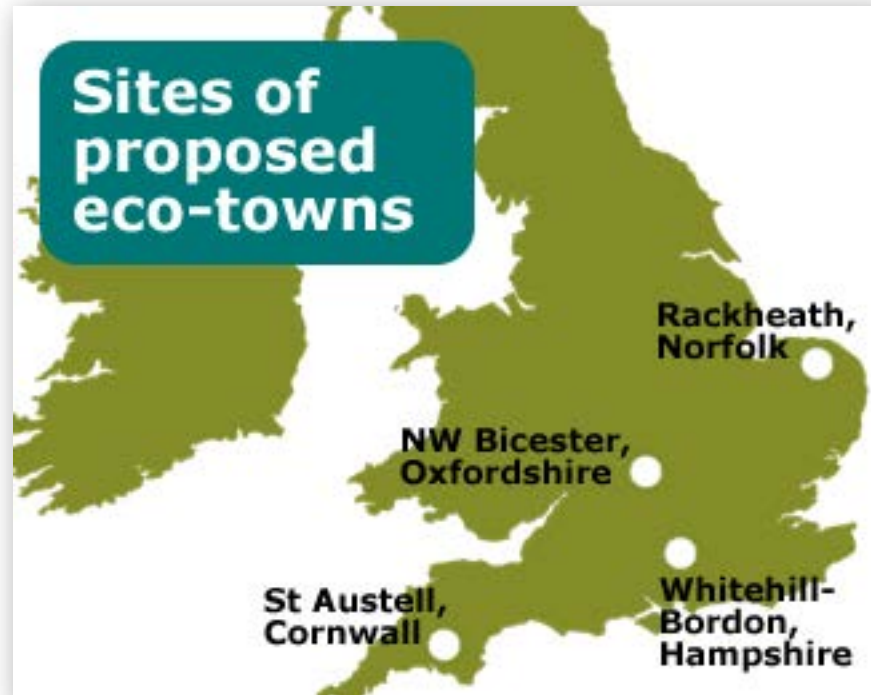 Sites of
proposed
eco-towns
Rackheath,
Norfolk
NW Bicester,
Oxfordshire
St Austell,
Cornwall
Whitehill-
Bordon,
Hampshire